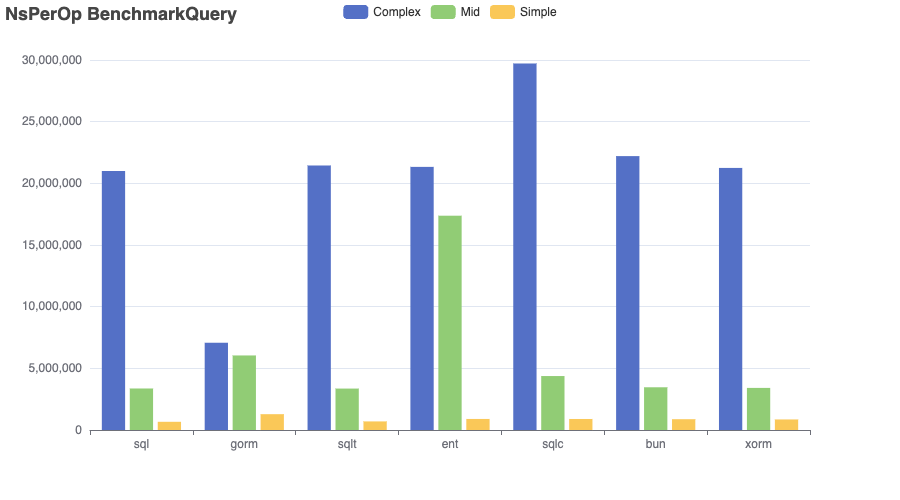 NsPerOp BenchmarkQuery
Complex Mid Simple
30,000,000
25,000,000
20,000,000
15,000,000
10,000,000
5,000,000
0
sql gorm sqlt ent sqlc bun xorm